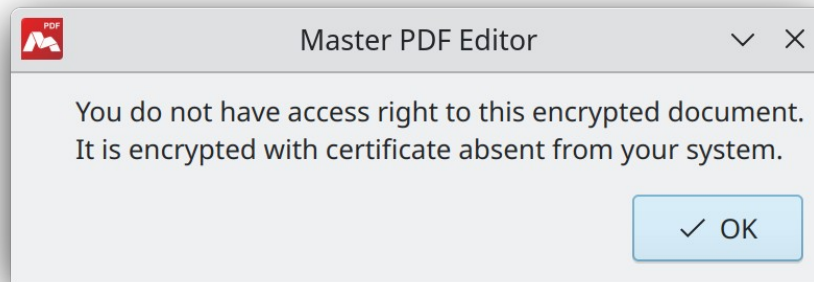 PDF
Master PDF Editor
You do not have access right to this encrypted document.
It is encrypted with certificate absent from your system.
OK